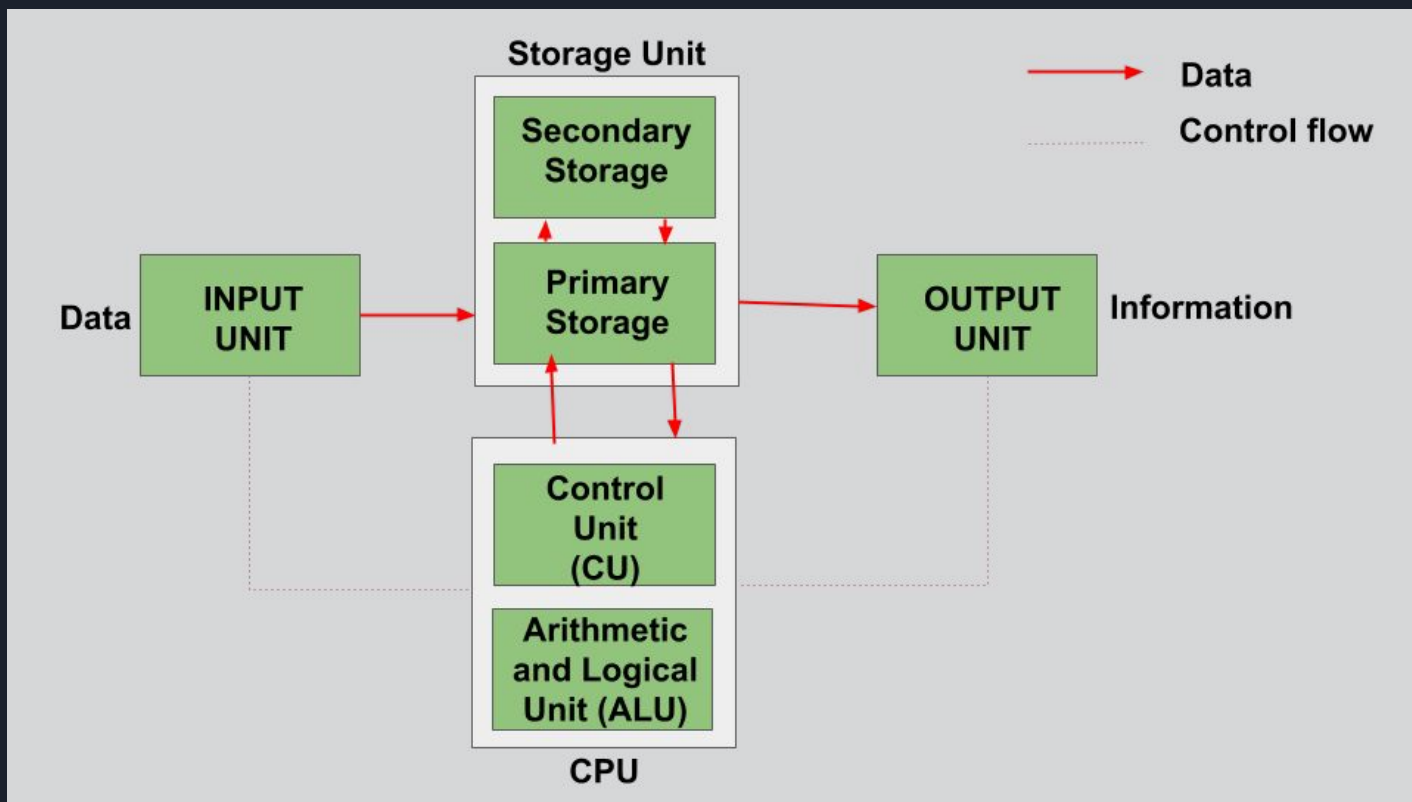 Storage Unit
Data
Control flow
Secondary
Storage
Primary
Storage
Data
INPUT
UNIT
OUTPUT
UNIT
Information
Control
Unit
(CU)
Arithmetic
and Logical
Unit (ALU)
CPU